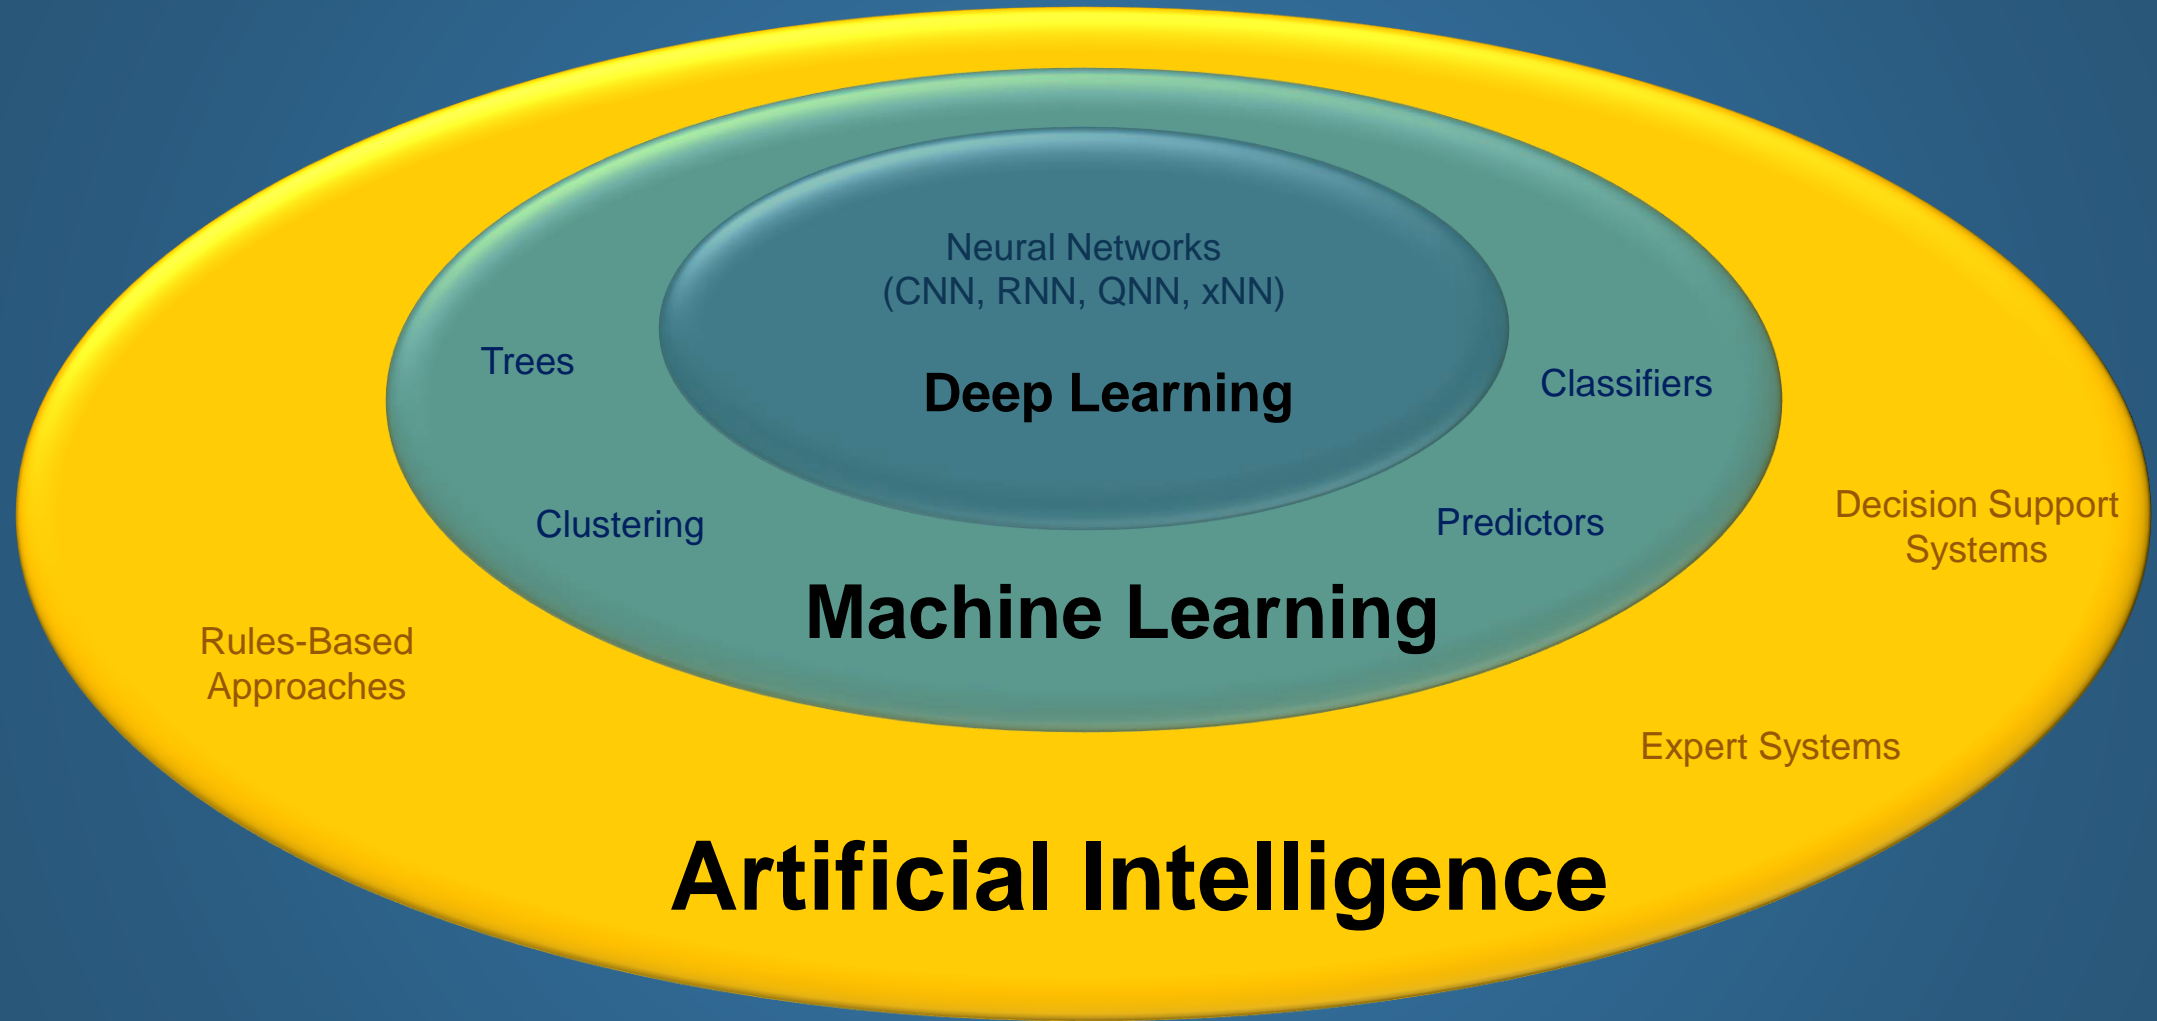 Neural Networks
(CNN, RNN, QNN, xNN)
Trees
Deep Learning
Classifiers
Clustering
Predictors
Decision Support
Systems
Machine Learning
Rules-Based
Approaches
Expert Systems
Artificial Intelligence